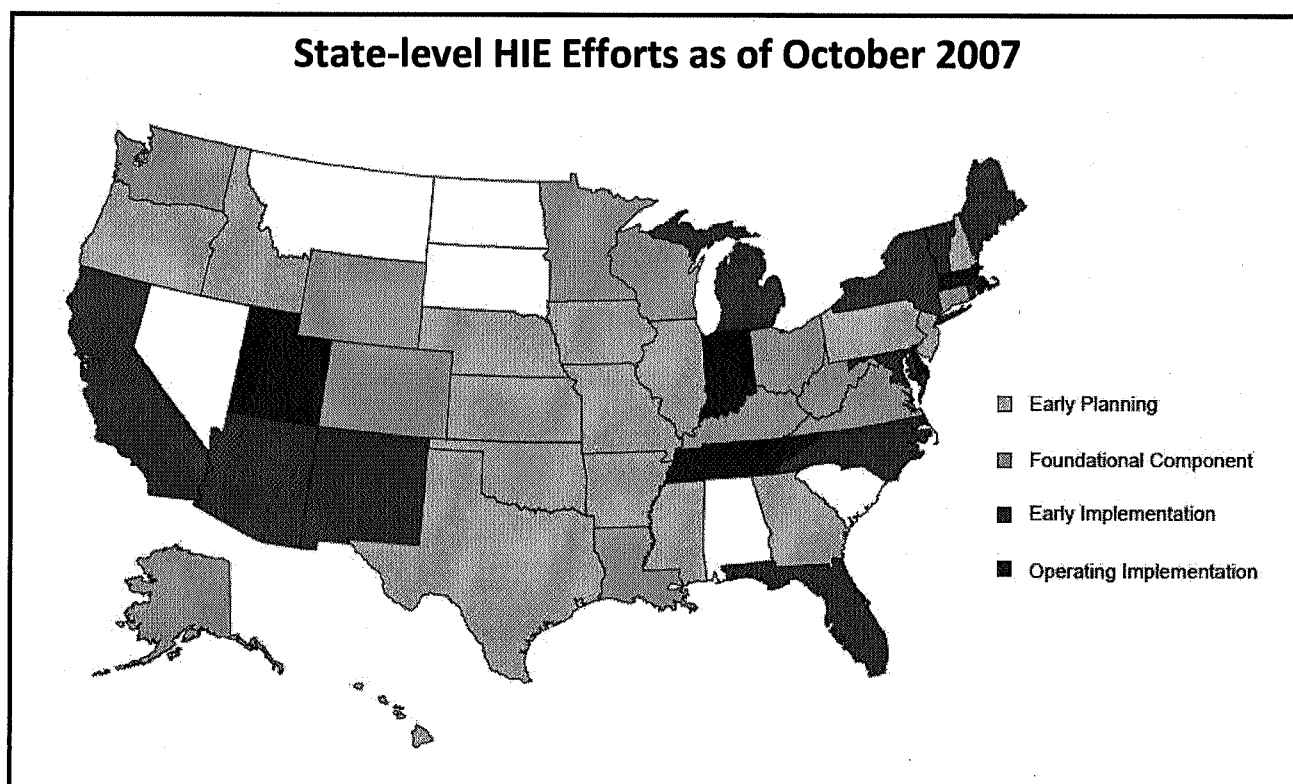 State-level HIE Efforts as of October 2007
Early Planning
Foundational Component
Early Implementation
Operating Implementation